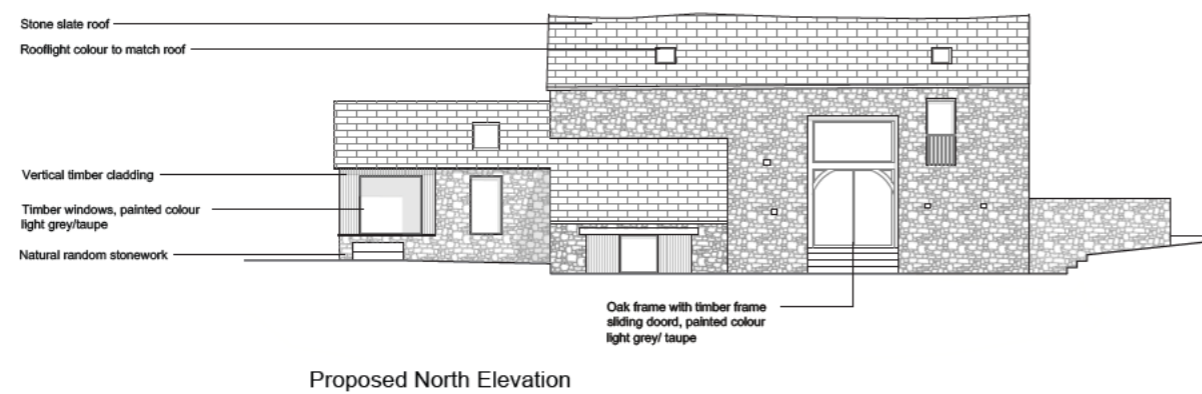 Stone slate roof
Rooflight colour to match roof
Vertical timber cladding
Timber windows, painted colour
light grey/taupe
Natural random stonework
Oak frame with timber frame
sliding doord, painted colour
light grey/ taupe
Proposed North Elevation